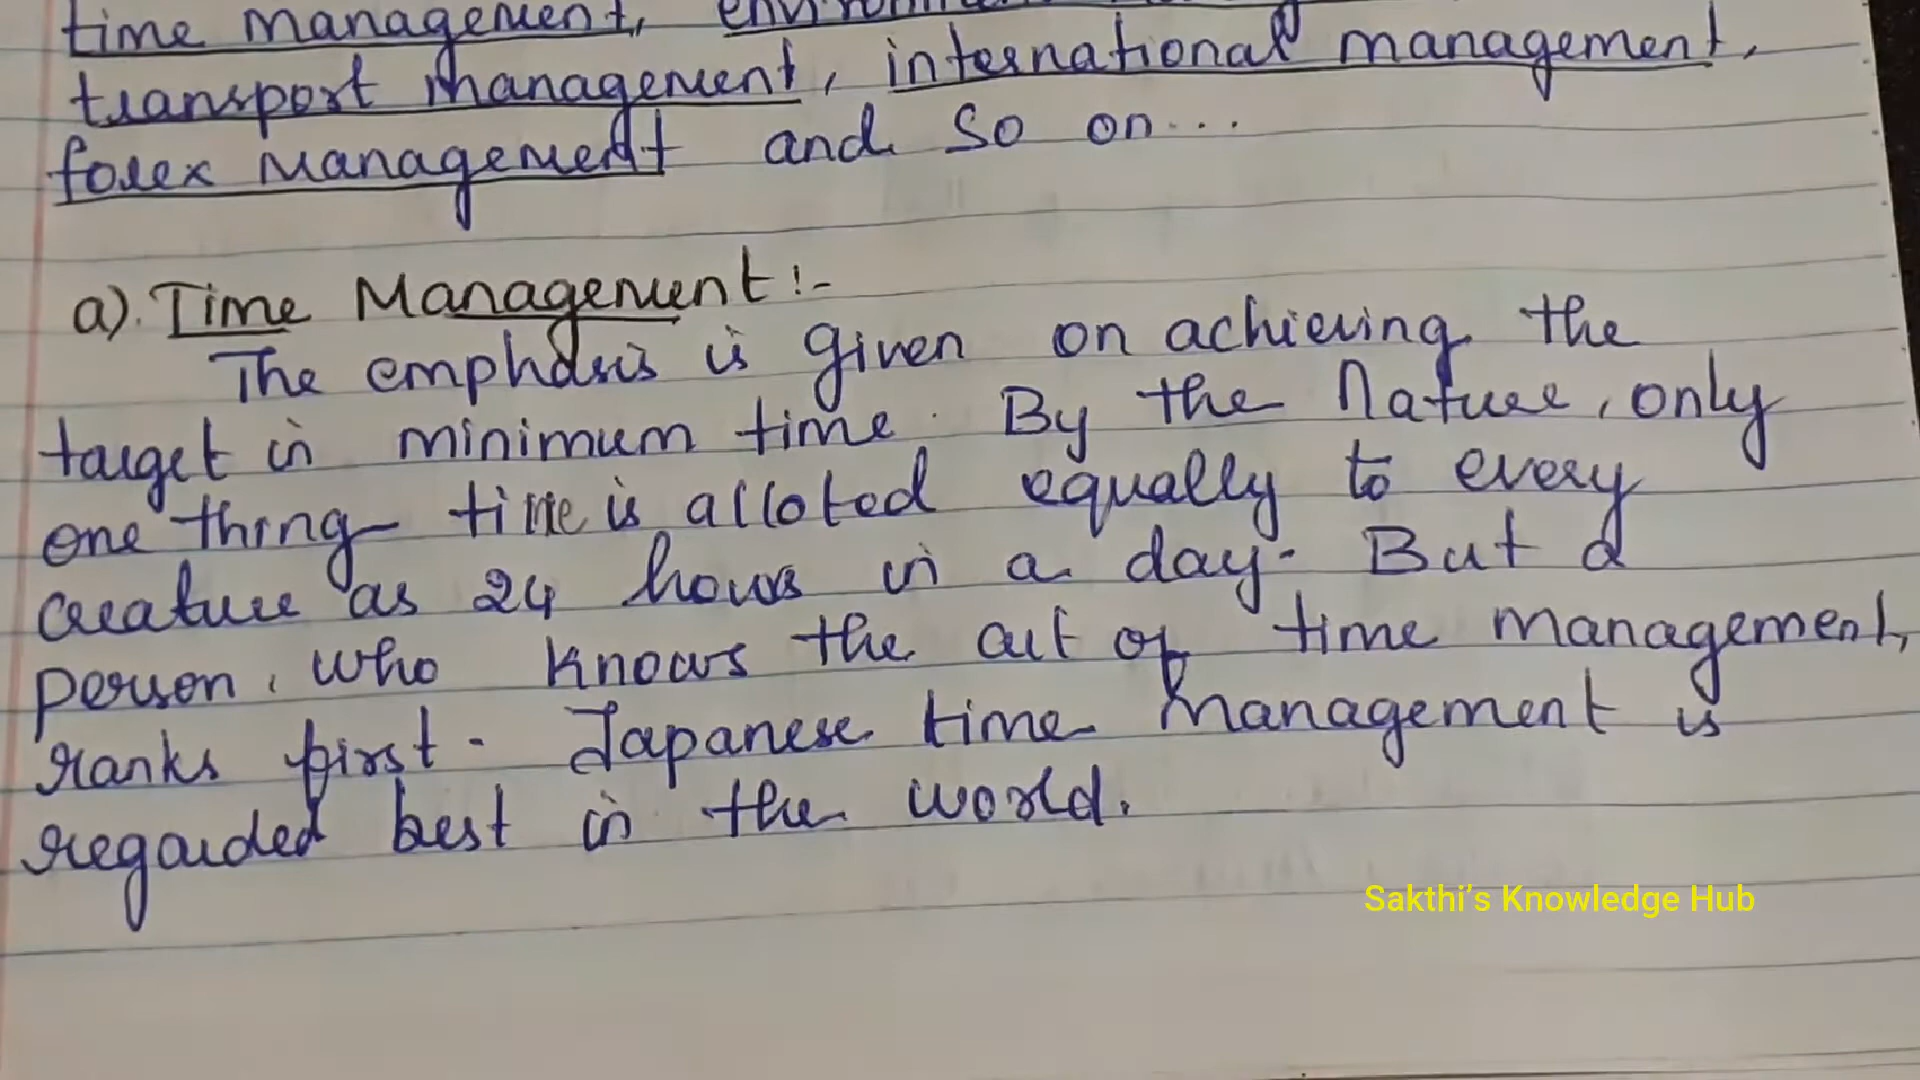 time management,
transport management, international management,
forex management and so on...
a). Time Management:-
The emphasis is given on achieving the
target in minimum time. By the Nature, only
one thing- time is alloted equally to every
creature as 24 hours in a day. But a
person, who knows the art of time management,
ranks first. Japanese time management is
regarded best in the world.
Sakthi's Knowledge Hub